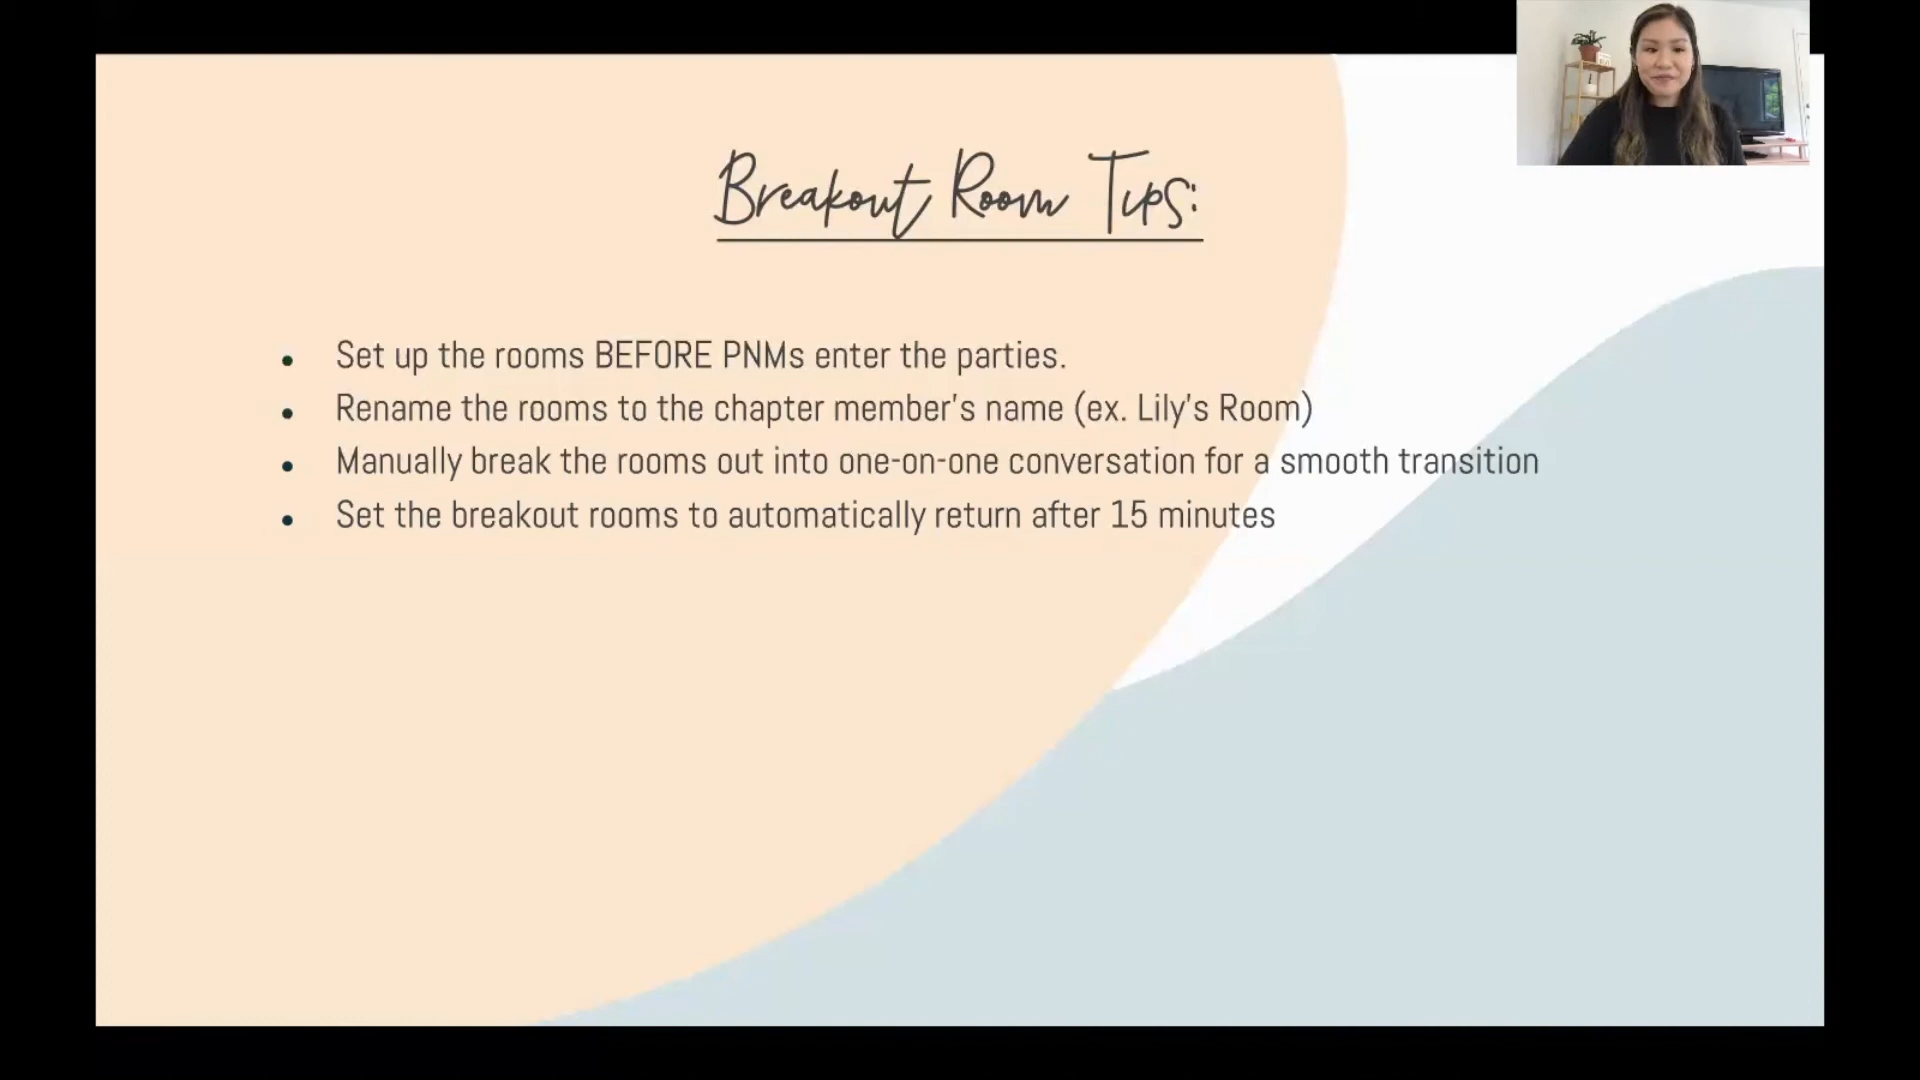 Breakout Room Tips:
Set up the rooms BEFORE PNMs enter the parties.
Rename the rooms to the chapter member's name (ex. Lily's Room)
Manually break the rooms out into one-on-one conversation for a smooth transition
Set the breakout rooms to automatically return after 15 minutes